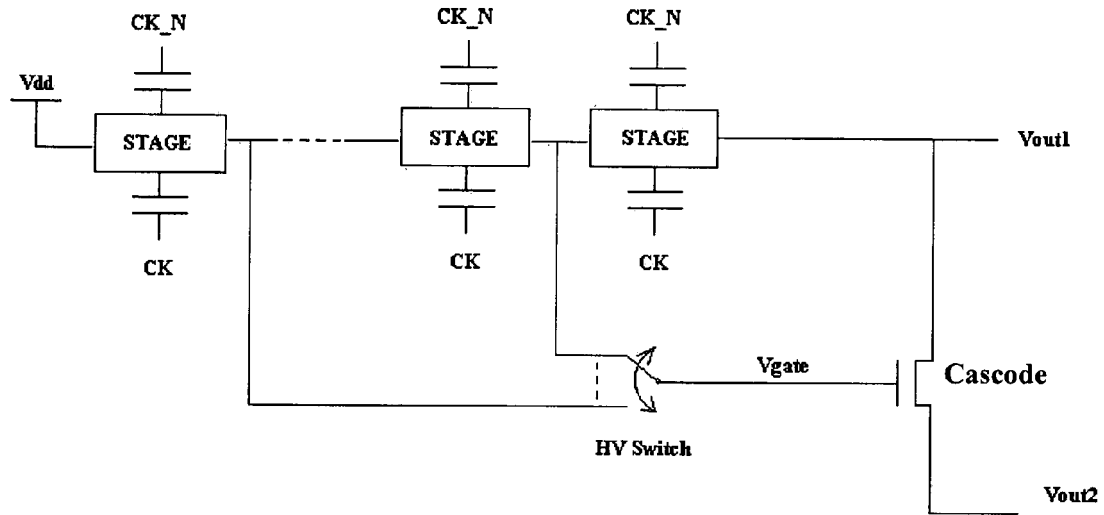 CK_N
CK_N
CK_N
Vdd
STAGE
STAGE
STAGE
Vout1
CK
CK
CK
Vgate
Cascode
HV Switch
Vout2